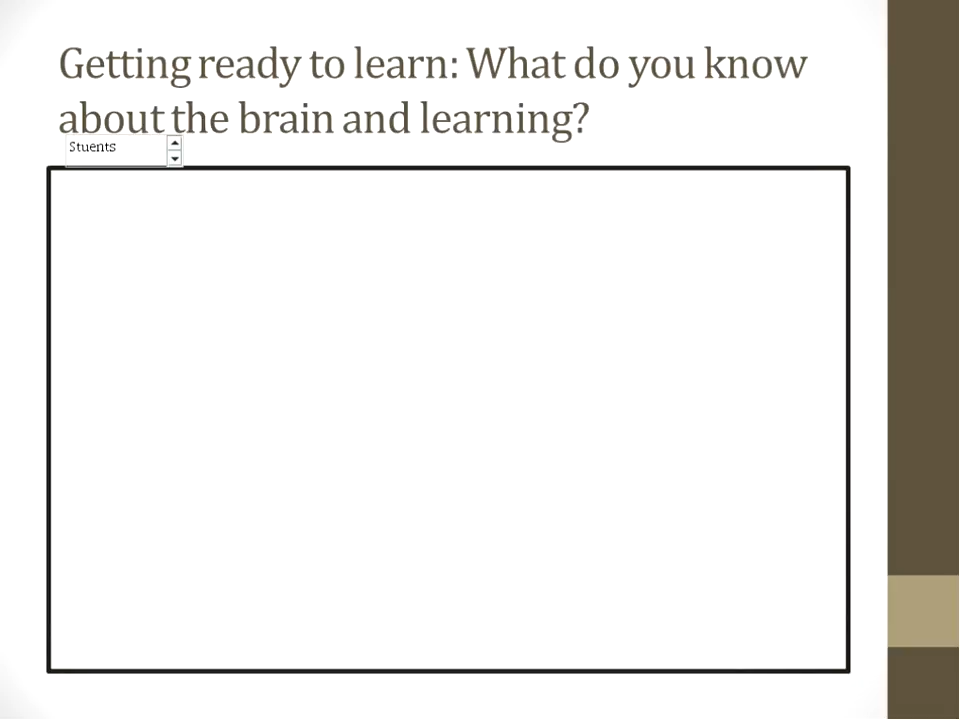 Getting ready to learn: What do you know
about the brain and learning?
Stuents